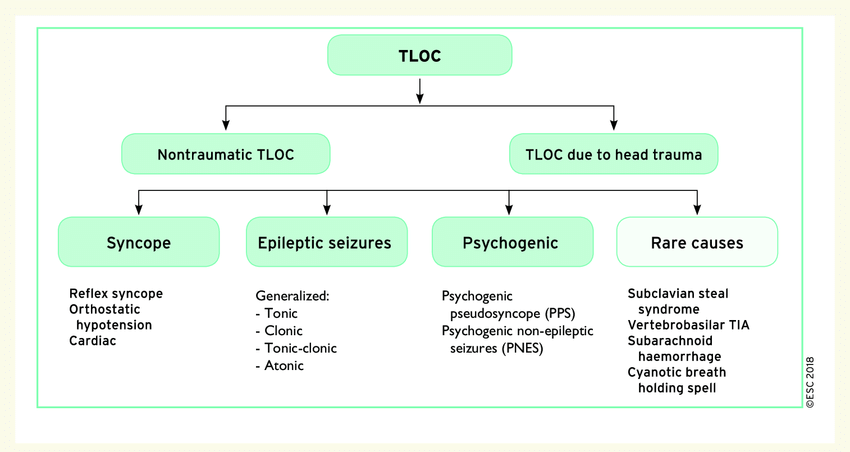 TLOC
Nontraumatic TLOC
TLOC due to head trauma
Syncope
Epileptic seizures
Psychogenic
Rare causes
Reflex syncope
Orthostatic
hypotension
Cardiac
Generalized:
- Tonic
- Clonic
- Tonic-clonic
- Atonic
Psychogenic
pseudosyncope (PPS)
Psychogenic non-epileptic
seizures (PNES)
Subclavian steal
syndrome
Vertebrobasilar TIA
Subarachnoid
haemorrhage
Cyanotic breath
holding spell
©ESC 2018